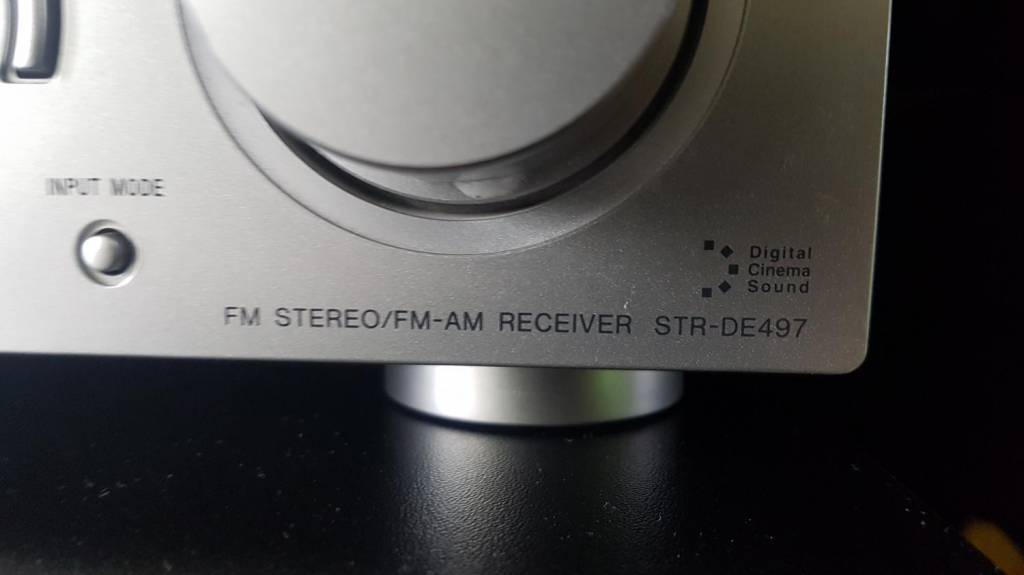 INPUT MODE
Digital
Cinema
Sound
FM STEREO/FM-AM RECEIVER STR-DE497